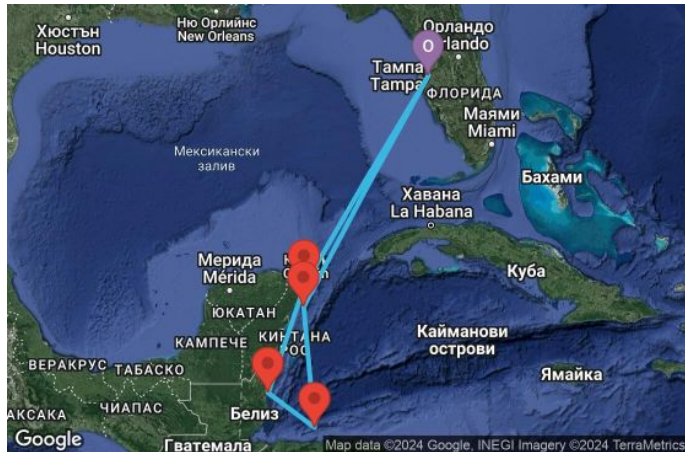 Хюстън
Houston
Ню Орлийнс
New Orleans
Орландо
Orlando
O
Тампа
Tampa
ФЛОРИДА
Маями
Miami
Мексикански
залив
Бахами
Хавана
La Habana
Мерида
Mérida
Куба
ЮКАТАН
КАМПЕЧЕ
КИНТАНА
РОО
Кайманови
острови
ВЕРАКРУС
ТАБАСКО
Ямайка
ЧИАПАС
Белиз
Гватемала
Google
Map data ©2024 Google, INEGI Imagery ©2024 TerraMetrics